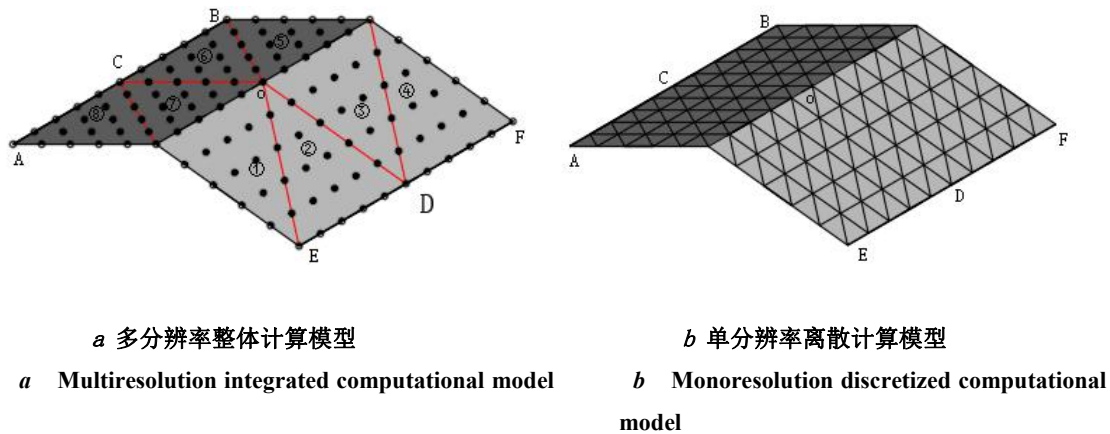 B
⑥
⑤
C
⑧
⑦
o
③
④
A
①
②
F
D
E
B
C
o
A
F
D
E
a 多分辨率整体计算模型
b 单分辨率离散计算模型
a Multiresolution integrated computational model
b Monoresolution discretized computational
model